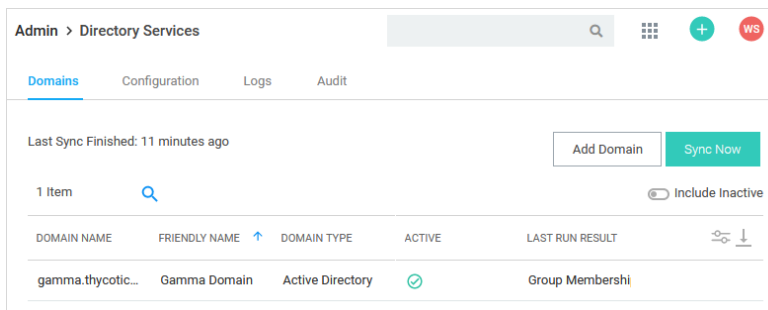 Admin > Directory Services
WS
Domains Configuration Logs Audit
Last Sync Finished: 11 minutes ago
Add Domain Sync Now
1 Item
Include Inactive
DOMAIN NAME FRIENDLY NAME DOMAIN TYPE ACTIVE LAST RUN RESULT
gamma.thycotic... Gamma Domain Active Directory Group Membershi